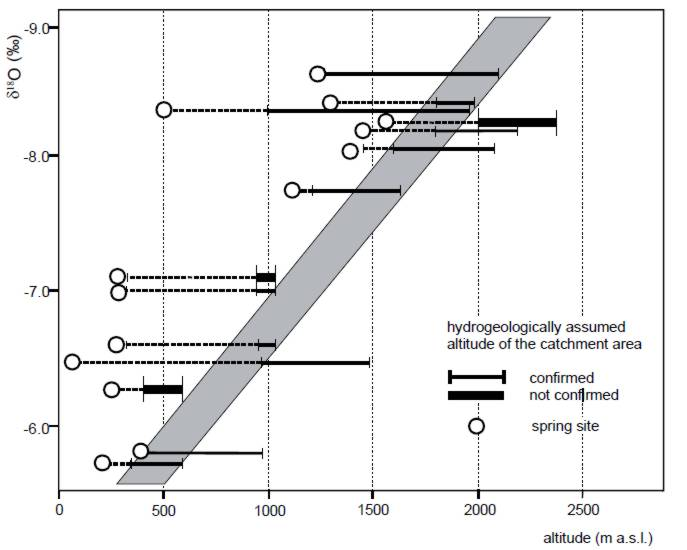 -9.0
δ¹⁸O (‰)
-8.0
-7.0
-6.0
hydrogeologically assumed
altitude of the catchment area
confirmed
not confirmed
spring site
0 500 1000 1500 2000 2500
altitude (m a.s.l.)